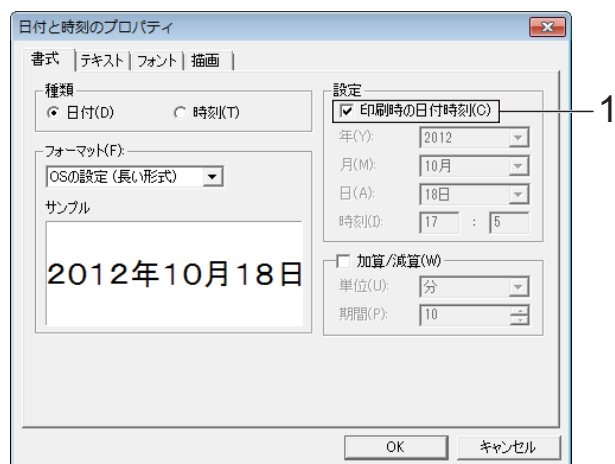 日付と時刻のプロパティ
書式 テキスト フォント 描画
種類
日付(D) 時刻(T)
フォーマット(F):
OSの設定 (長い形式)
サンプル
2012年10月18日
設定
印刷時の日付時刻(C)
1
年(Y): 2012
月(M): 10月
日(A): 18日
時刻(I): 17 : 5
加算/減算(W)
単位(U): 分
期間(P): 10
OK キャンセル